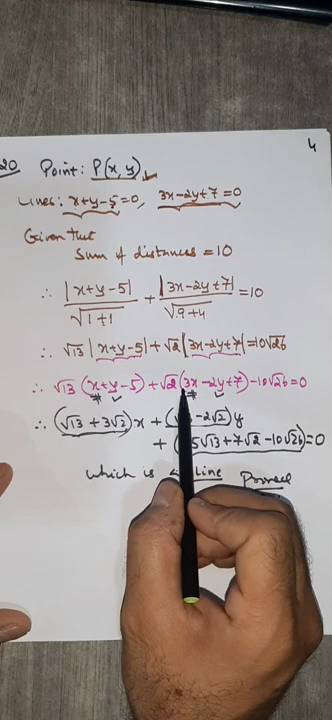 20 Point: P(x, y)
4
Lines: x+y-5=0, 3x-2y+7=0
Given that
Sum of distances = 10
∴ |x+y-5|/√(1+1) + |3x-2y+7|/√(9+4) = 10
∴ √13 |x+y-5| + √2 |3x-2y+7| = 10√26
∴ √13 (x+y-5) + √2 (3x-2y+7) - 10√26 = 0
∴ (√13 + 3√2)x + ( - 2√2)y
+ ( 5√13 + 7√2 - 10√26) = 0
which is a line Proved